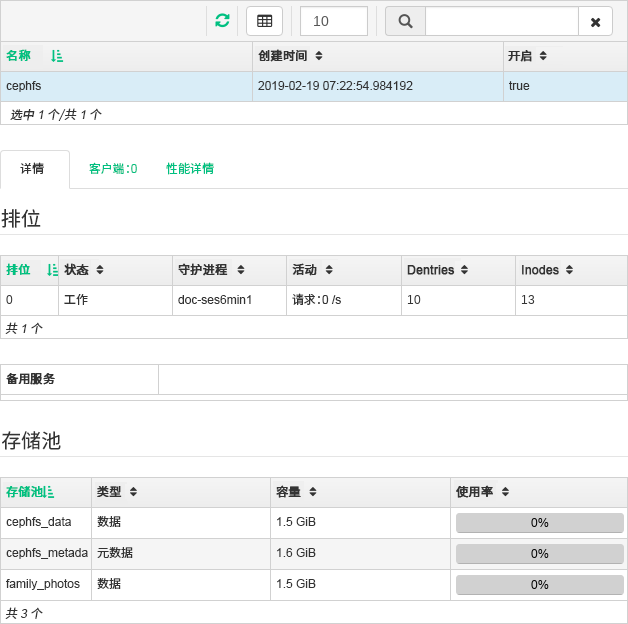 10
名称 创建时间 开启
cephfs 2019-02-19 07:22:54.984192 true
选中 1 个/共 1 个
详情 客户端：0 性能详情
排位
排位 状态 守护进程 活动 Dentries Inodes
0 工作 doc-ses6min1 请求：0 /s 10 13
共 1 个
备用服务
存储池
存储池 类型 容量 使用率
cephfs_data 数据 1.5 GiB 0%
cephfs_metada 元数据 1.6 GiB 0%
family_photos 数据 1.5 GiB 0%
共 3 个